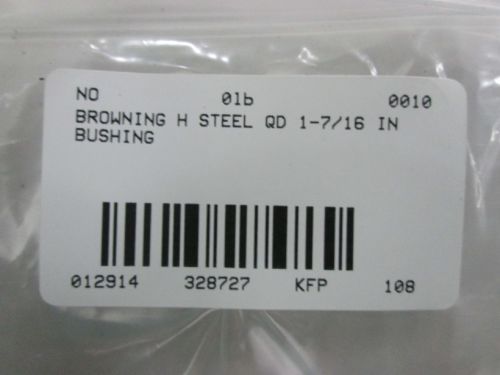 NO 01b 0010
BROWNING H STEEL QD 1-7/16 IN
BUSHING
012914 328727 KFP 108